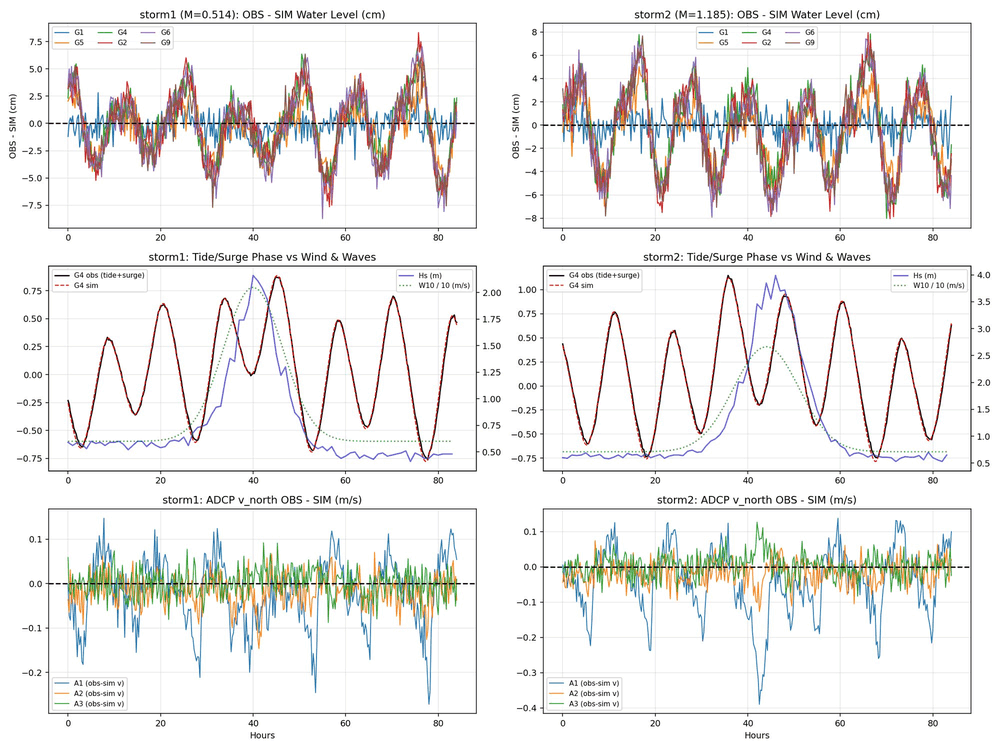 storm1 (M=0.514): OBS - SIM Water Level (cm)
OBS - SIM (cm)
7.5
5.0
2.5
0.0
−2.5
−5.0
−7.5
G1 G4 G6
G5 G2 G9
0 20 40 60 80
storm2 (M=1.185): OBS - SIM Water Level (cm)
OBS - SIM (cm)
8
6
4
2
0
−2
−4
−6
−8
G1 G4 G6
G5 G2 G9
0 20 40 60 80
storm1: Tide/Surge Phase vs Wind & Waves
0.75
0.50
0.25
0.00
−0.25
−0.50
−0.75
G4 obs (tide+surge)
G4 sim
Hs (m)
W10 / 10 (m/s)
2.00
1.75
1.50
1.25
1.00
0.75
0.50
0 20 40 60 80
storm2: Tide/Surge Phase vs Wind & Waves
1.00
0.75
0.50
0.25
0.00
−0.25
−0.50
−0.75
G4 obs (tide+surge)
G4 sim
Hs (m)
W10 / 10 (m/s)
4.0
3.5
3.0
2.5
2.0
1.5
1.0
0.5
0 20 40 60 80
storm1: ADCP v_north OBS - SIM (m/s)
0.1
0.0
−0.1
−0.2
A1 (obs-sim v)
A2 (obs-sim v)
A3 (obs-sim v)
0 20 40 60 80
Hours
storm2: ADCP v_north OBS - SIM (m/s)
0.1
0.0
−0.1
−0.2
−0.3
−0.4
A1 (obs-sim v)
A2 (obs-sim v)
A3 (obs-sim v)
0 20 40 60 80
Hours